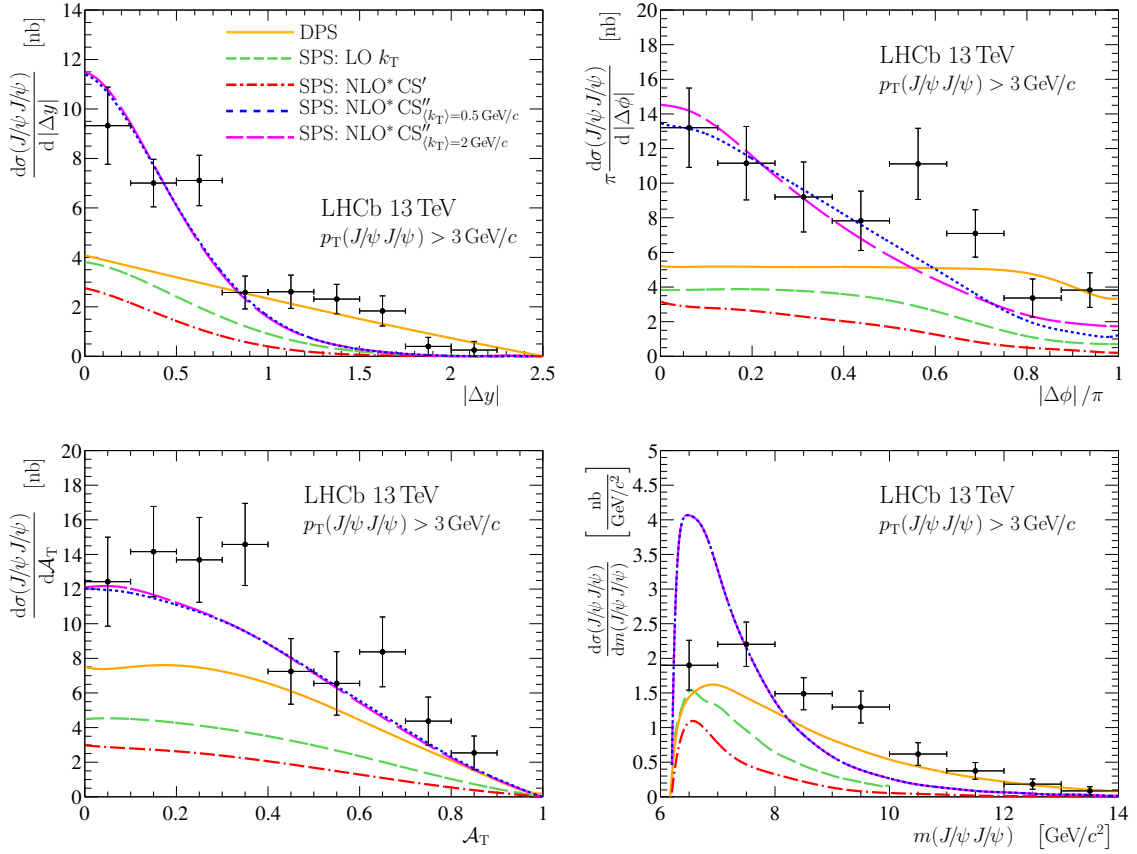 dσ(J/ψ J/ψ)/d|Δy| [nb]
14
12
10
8
6
4
2
0
DPS
SPS: LO kT
SPS: NLO* CS′
SPS: NLO* CS″⟨kT⟩=0.5 GeV/c
SPS: NLO* CS″⟨kT⟩=2 GeV/c
LHCb 13 TeV
pT(J/ψ J/ψ) > 3 GeV/c
0 0.5 1 1.5 2 2.5
|Δy|
π dσ(J/ψ J/ψ)/d|Δϕ| [nb]
20
18
16
14
12
10
8
6
4
2
0
LHCb 13 TeV
pT(J/ψ J/ψ) > 3 GeV/c
0 0.2 0.4 0.6 0.8 1
|Δϕ|/π
dσ(J/ψ J/ψ)/dAT [nb]
20
18
16
14
12
10
8
6
4
2
0
LHCb 13 TeV
pT(J/ψ J/ψ) > 3 GeV/c
0 0.2 0.4 0.6 0.8 1
AT
dσ(J/ψ J/ψ)/dm(J/ψ J/ψ) [nb/GeV/c²]
5
4.5
4
3.5
3
2.5
2
1.5
1
0.5
0
LHCb 13 TeV
pT(J/ψ J/ψ) > 3 GeV/c
6 8 10 12 14
m(J/ψ J/ψ) [GeV/c²]